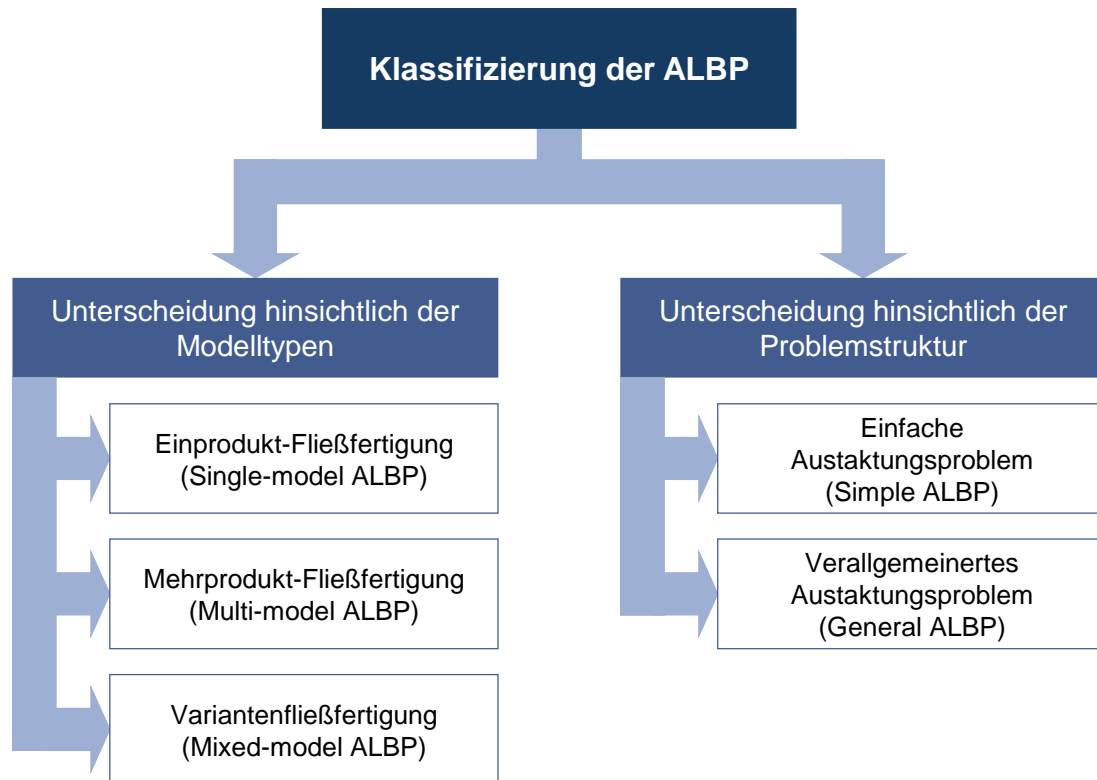 Klassifizierung der ALBP
Unterscheidung hinsichtlich der
Modelltypen
Einprodukt-Fließfertigung
(Single-model ALBP)
Mehrprodukt-Fließfertigung
(Multi-model ALBP)
Variantenfließfertigung
(Mixed-model ALBP)
Unterscheidung hinsichtlich der
Problemstruktur
Einfache
Austaktungsproblem
(Simple ALBP)
Verallgemeinertes
Austaktungsproblem
(General ALBP)